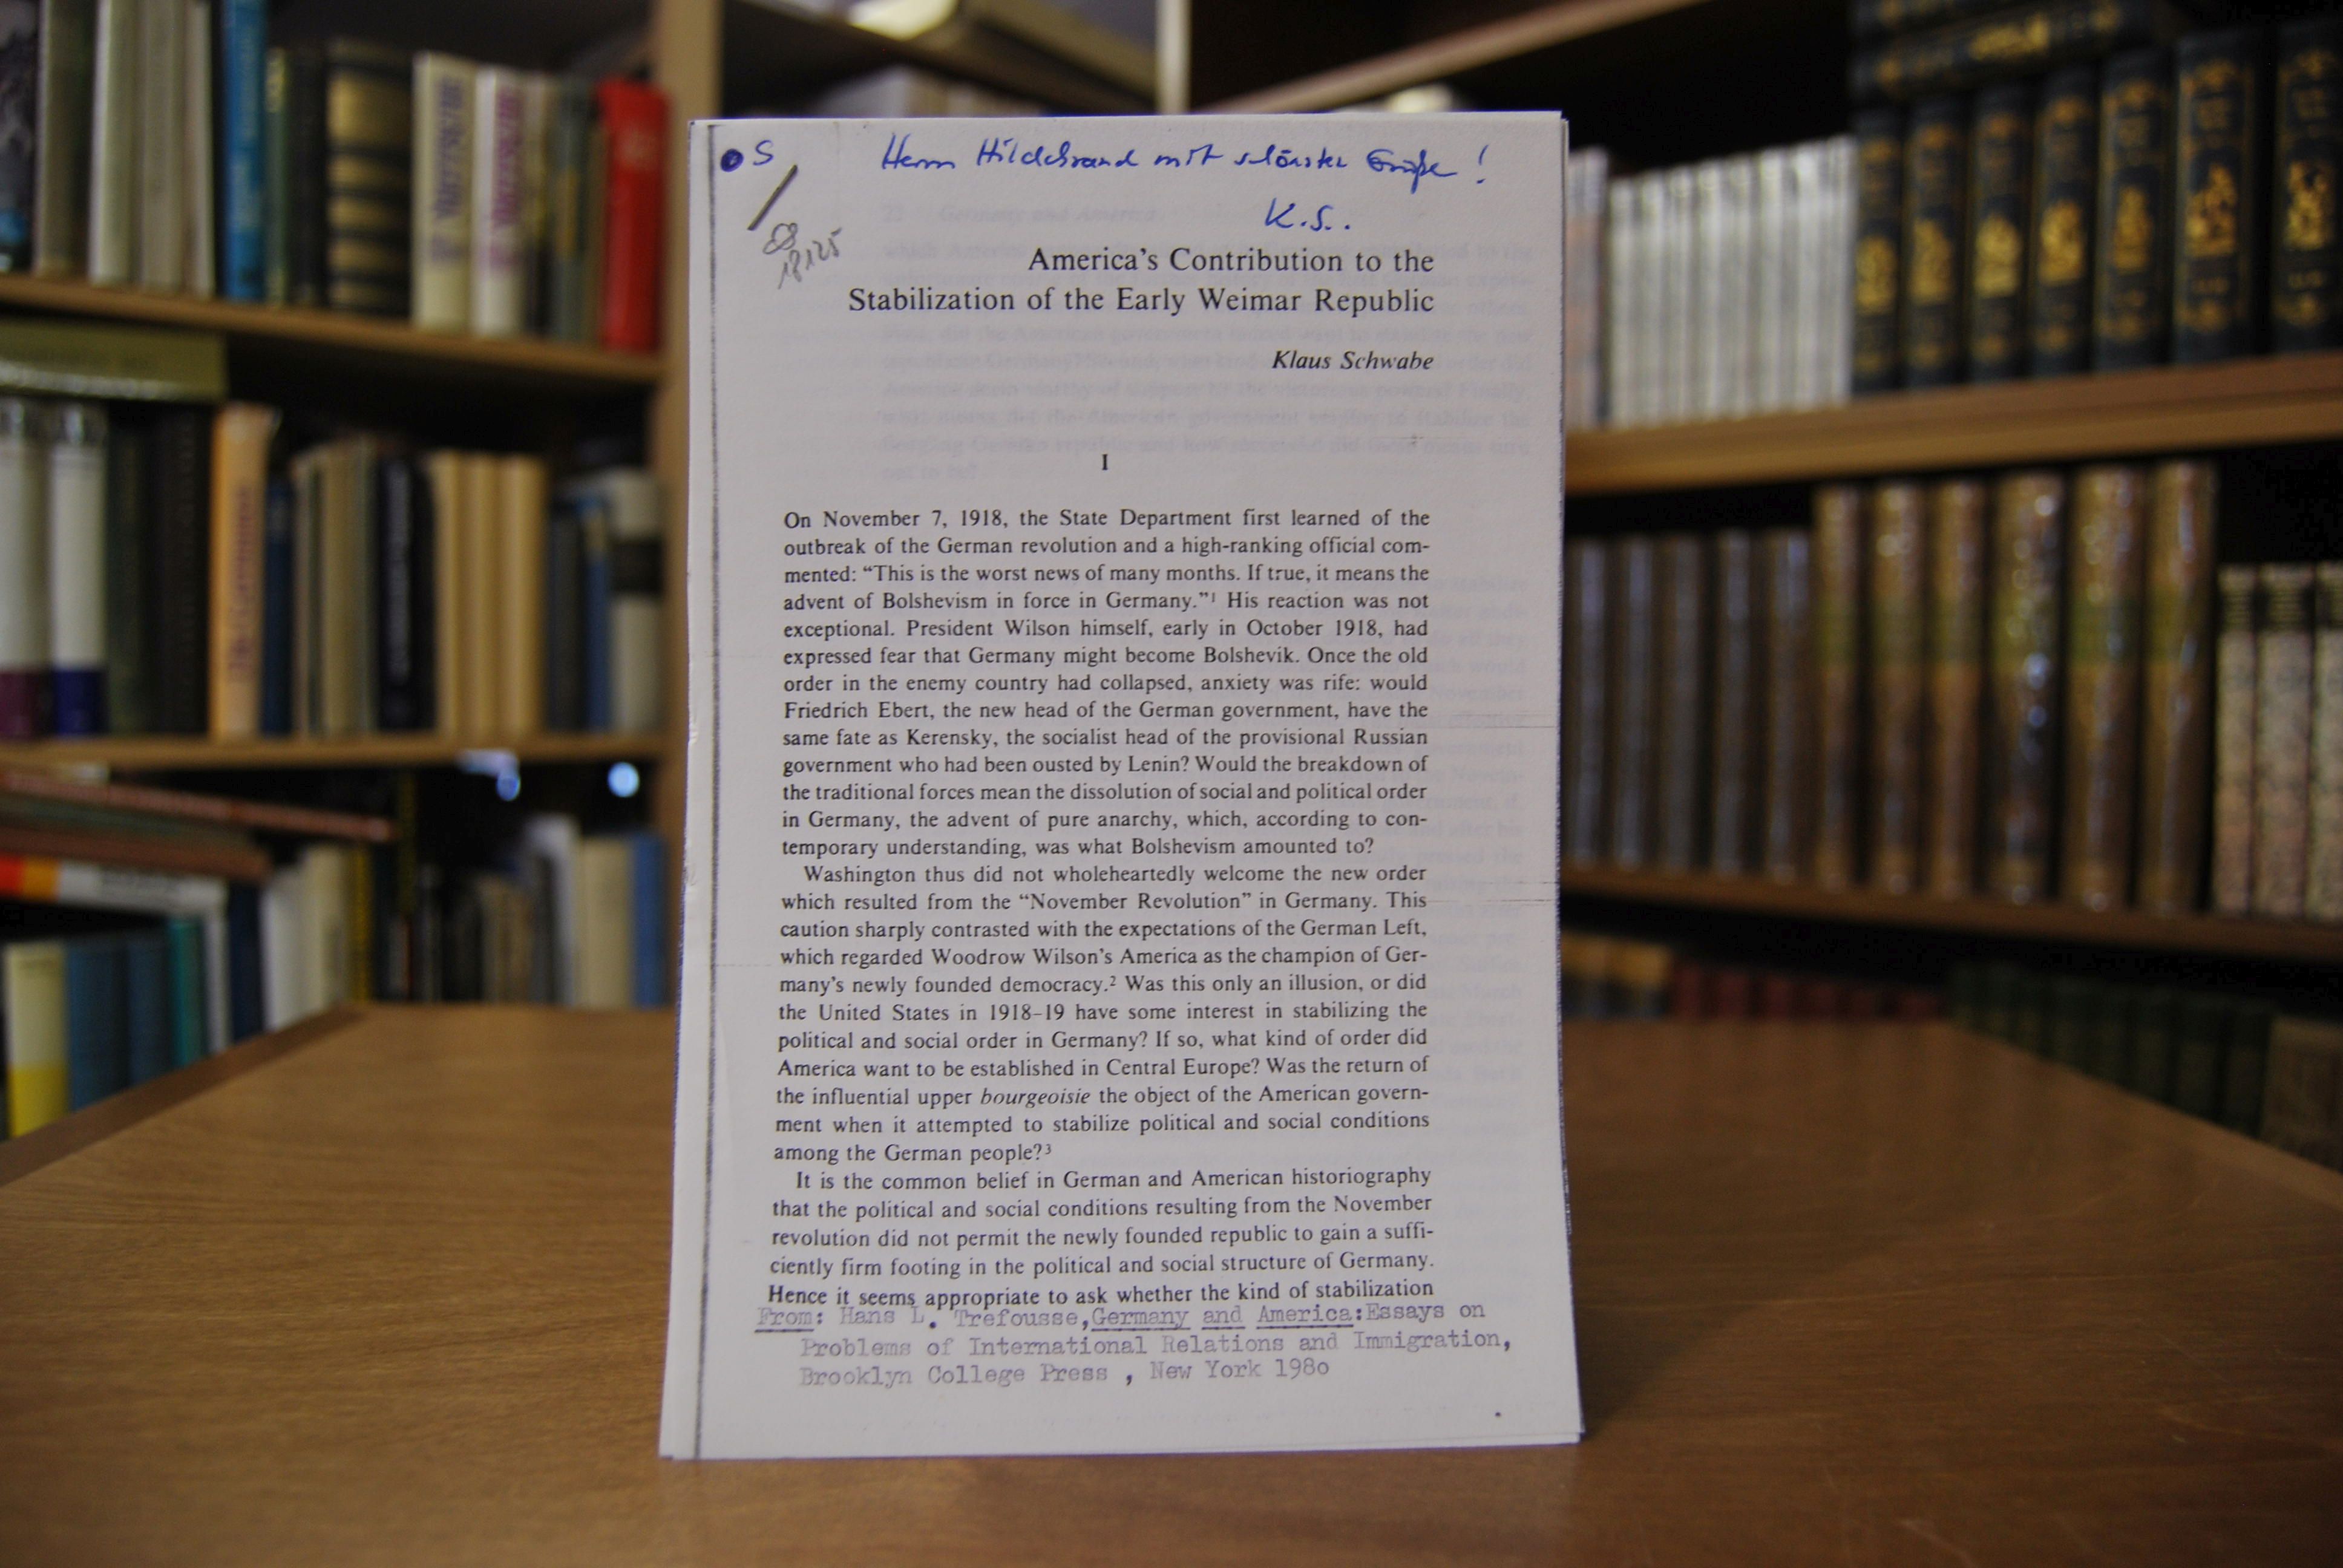 S
Herrn Hildebrand mit Grüße!
K.S.
18125
America's Contribution to the
Stabilization of the Early Weimar Republic
Klaus Schwabe
I
On November 7, 1918, the State Department first learned of the
outbreak of the German revolution and a high-ranking official com-
mented: “This is the worst news of many months. If true, it means the
advent of Bolshevism in force in Germany.”¹ His reaction was not
exceptional. President Wilson himself, early in October 1918, had
expressed fear that Germany might become Bolshevik. Once the old
order in the enemy country had collapsed, anxiety was rife: would
Friedrich Ebert, the new head of the German government, have the
same fate as Kerensky, the socialist head of the provisional Russian
government who had been ousted by Lenin? Would the breakdown of
the traditional forces mean the dissolution of social and political order
in Germany, the advent of pure anarchy, which, according to con-
temporary understanding, was what Bolshevism amounted to?
Washington thus did not wholeheartedly welcome the new order
which resulted from the “November Revolution” in Germany. This
caution sharply contrasted with the expectations of the German Left,
which regarded Woodrow Wilson's America as the champion of Ger-
many's newly founded democracy.² Was this only an illusion, or did
the United States in 1918–19 have some interest in stabilizing the
political and social order in Germany? If so, what kind of order did
America want to be established in Central Europe? Was the return of
the influential upper bourgeoisie the object of the American govern-
ment when it attempted to stabilize political and social conditions
among the German people?³
It is the common belief in German and American historiography
that the political and social conditions resulting from the November
revolution did not permit the newly founded republic to gain a suffi-
ciently firm footing in the political and social structure of Germany.
Hence it seems appropriate to ask whether the kind of stabilization
From: Hans L. Trefousse,Germany and America:Essays on
Problems of International Relations and Immigration,
Brooklyn College Press , New York 198o